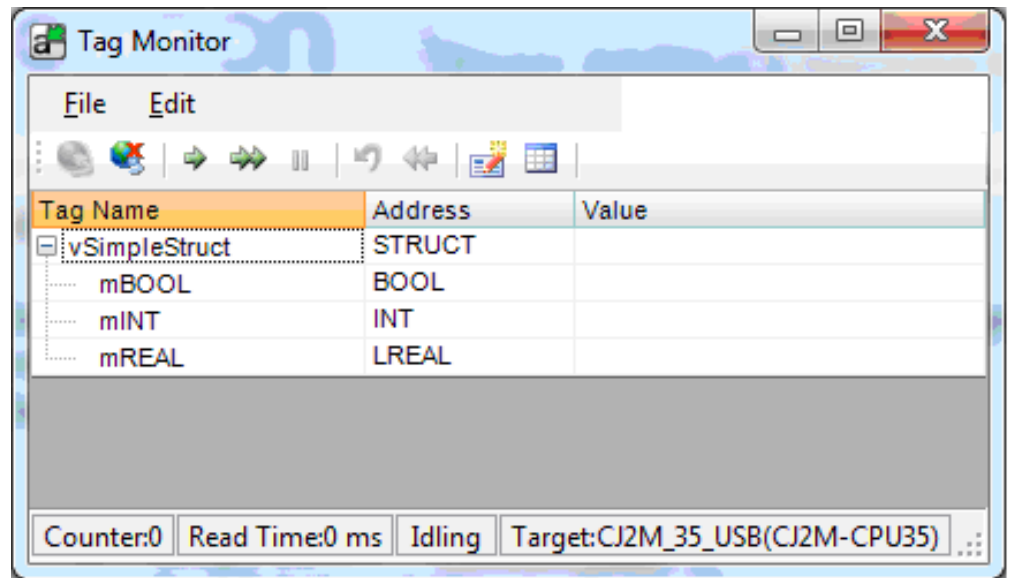 Tag Monitor
File Edit
Tag Name Address Value
vSimpleStruct STRUCT
mBOOL BOOL
mINT INT
mREAL LREAL
Counter:0 Read Time:0 ms Idling Target:CJ2M_35_USB(CJ2M-CPU35)